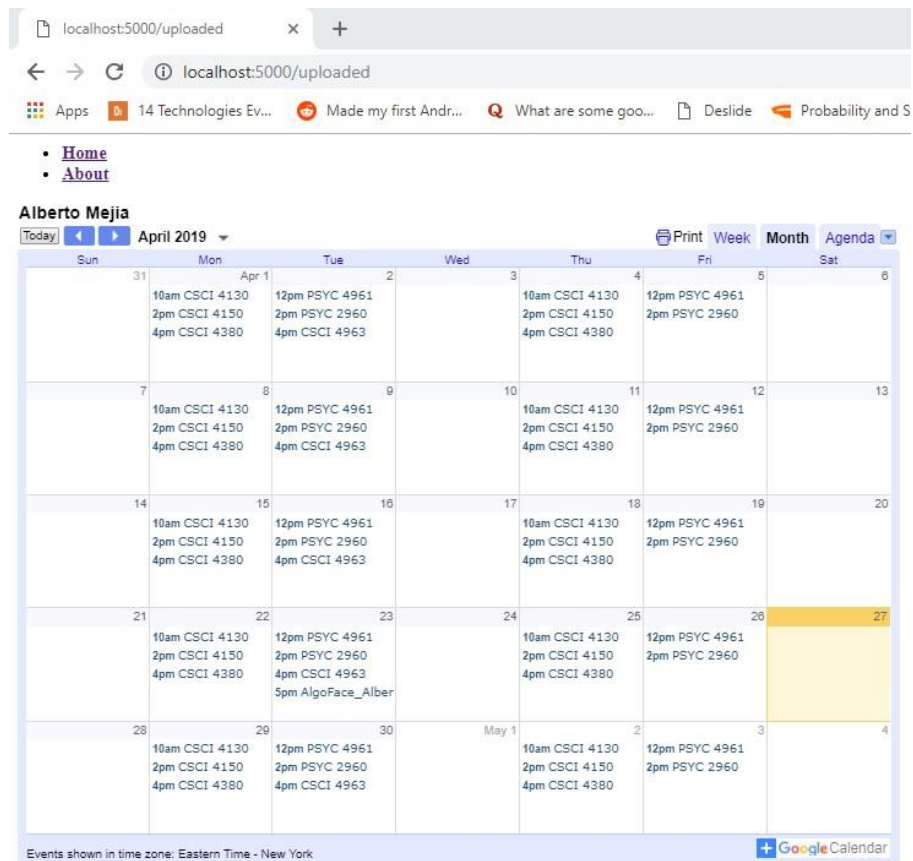 localhost:5000/uploaded
localhost:5000/uploaded
Apps 14 Technologies Ev... Made my first Andr... Q What are some goo... Deslide Probability and S
Home
About
Alberto Mejia
Today April 2019 Print Week Month Agenda
Sun Mon Tue Wed Thu Fri Sat
31 Apr 1 2 3 4 5 6
10am CSCI 4130 12pm PSYC 4961 10am CSCI 4130 12pm PSYC 4961
2pm CSCI 4150 2pm PSYC 2960 2pm CSCI 4150 2pm PSYC 2960
4pm CSCI 4380 4pm CSCI 4963 4pm CSCI 4380
7 8 9 10 11 12 13
10am CSCI 4130 12pm PSYC 4961 10am CSCI 4130 12pm PSYC 4961
2pm CSCI 4150 2pm PSYC 2960 2pm CSCI 4150 2pm PSYC 2960
4pm CSCI 4380 4pm CSCI 4963 4pm CSCI 4380
14 15 16 17 18 19 20
10am CSCI 4130 12pm PSYC 4961 10am CSCI 4130 12pm PSYC 4961
2pm CSCI 4150 2pm PSYC 2960 2pm CSCI 4150 2pm PSYC 2960
4pm CSCI 4380 4pm CSCI 4963 4pm CSCI 4380
21 22 23 24 25 26 27
10am CSCI 4130 12pm PSYC 4961 10am CSCI 4130 12pm PSYC 4961
2pm CSCI 4150 2pm PSYC 2960 2pm CSCI 4150 2pm PSYC 2960
4pm CSCI 4380 4pm CSCI 4963 4pm CSCI 4380
5pm AlgoFace_Alber
28 29 30 May 1 2 3 4
10am CSCI 4130 12pm PSYC 4961 10am CSCI 4130 12pm PSYC 4961
2pm CSCI 4150 2pm PSYC 2960 2pm CSCI 4150 2pm PSYC 2960
4pm CSCI 4380 4pm CSCI 4963 4pm CSCI 4380
Events shown in time zone: Eastern Time - New York
Google Calendar